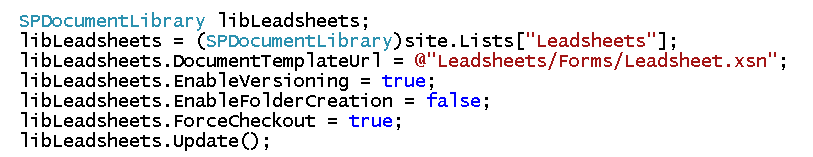 SPDocumentLibrary libLeadsheets;
libLeadsheets = (SPDocumentLibrary)site.Lists["Leadsheets"];
libLeadsheets.DocumentTemplateUrl = @"Leadsheets/Forms/Leadsheet.xsn";
libLeadsheets.EnableVersioning = true;
libLeadsheets.EnableFolderCreation = false;
libLeadsheets.ForceCheckout = true;
libLeadsheets.Update();